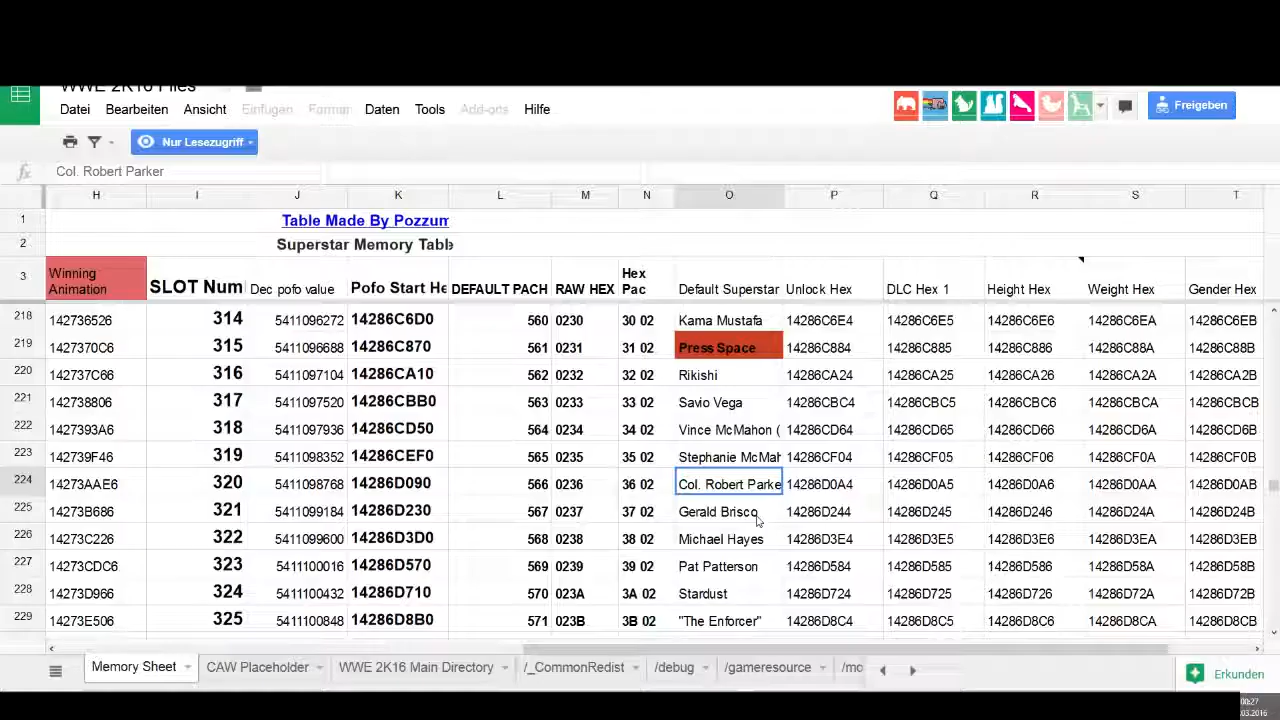 WWE 2K16 Files
Datei Bearbeiten Ansicht Einfügen Format Daten Tools Add-ons Hilfe
Freigeben
Nur Lesezugriff
fx Col. Robert Parker
H I J K L M N O P Q R S T
1 Table Made By Pozzum
2 Superstar Memory Table
3 Winning Animation SLOT Num Dec pofo value Pofo Start He DEFAULT PACH RAW HEX Hex Pac Default Superstar Unlock Hex DLC Hex 1 Height Hex Weight Hex Gender Hex
218 142736526 314 5411096272 14286C6D0 560 0230 30 02 Kama Mustafa 14286C6E4 14286C6E5 14286C6E6 14286C6EA 14286C6EB
219 1427370C6 315 5411096688 14286C870 561 0231 31 02 Press Space 14286C884 14286C885 14286C886 14286C88A 14286C88B
220 142737C66 316 5411097104 14286CA10 562 0232 32 02 Rikishi 14286CA24 14286CA25 14286CA26 14286CA2A 14286CA2B
221 142738806 317 5411097520 14286CBB0 563 0233 33 02 Savio Vega 14286CBC4 14286CBC5 14286CBC6 14286CBCA 14286CBCB
222 1427393A6 318 5411097936 14286CD50 564 0234 34 02 Vince McMahon ( 14286CD64 14286CD65 14286CD66 14286CD6A 14286CD6B
223 142739F46 319 5411098352 14286CEF0 565 0235 35 02 Stephanie McMah 14286CF04 14286CF05 14286CF06 14286CF0A 14286CF0B
224 14273AAE6 320 5411098768 14286D090 566 0236 36 02 Col. Robert Parke 14286D0A4 14286D0A5 14286D0A6 14286D0AA 14286D0AB
225 14273B686 321 5411099184 14286D230 567 0237 37 02 Gerald Brisco 14286D244 14286D245 14286D246 14286D24A 14286D24B
226 14273C226 322 5411099600 14286D3D0 568 0238 38 02 Michael Hayes 14286D3E4 14286D3E5 14286D3E6 14286D3EA 14286D3EB
227 14273CDC6 323 5411100016 14286D570 569 0239 39 02 Pat Patterson 14286D584 14286D585 14286D586 14286D58A 14286D58B
228 14273D966 324 5411100432 14286D710 570 023A 3A 02 Stardust 14286D724 14286D725 14286D726 14286D72A 14286D72B
229 14273E506 325 5411100848 14286D8B0 571 023B 3B 02 "The Enforcer" 14286D8C4 14286D8C5 14286D8C6 14286D8CA 14286D8CB
Memory Sheet CAW Placeholder WWE 2K16 Main Directory /_CommonRedist /debug /gameresource /mo Erkunden
00:27
.03.2016